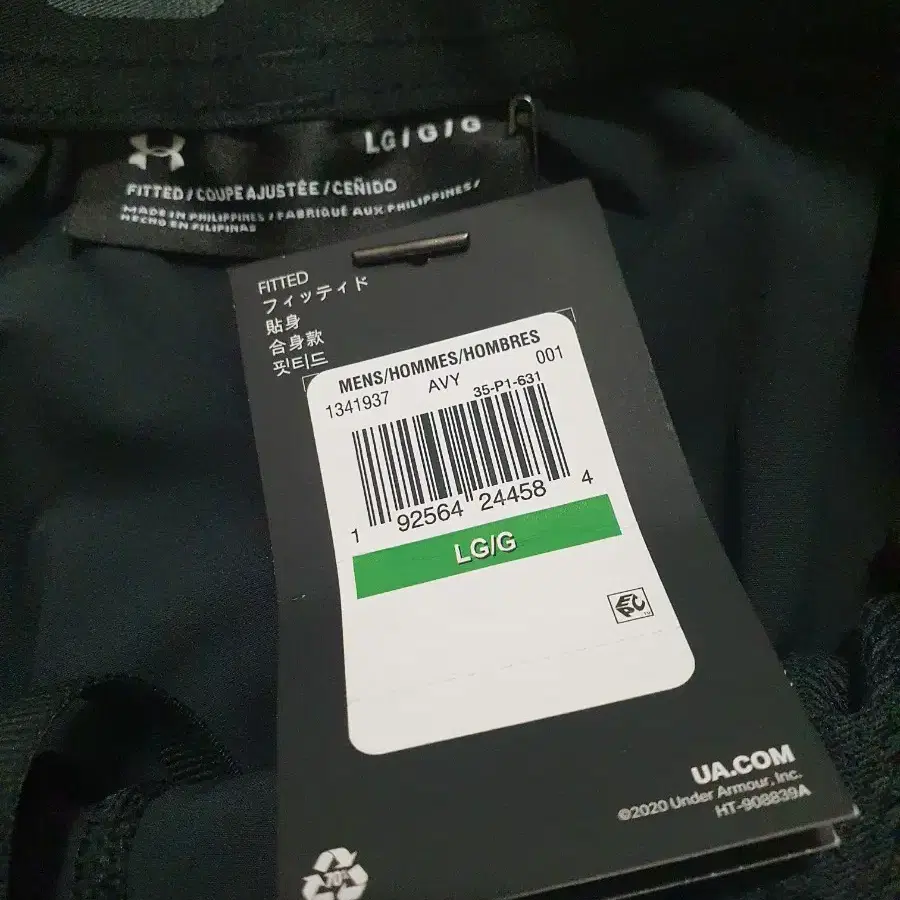 LG/G/G
FITTED/COUPE AJUSTÉE/CEÑIDO
MADE IN PHILIPPINES/FABRIQUÉ AUX PHILIPPINES/
HECHO EN FILIPINAS
FITTED
フィッティド
貼身
合身款
핏티드
MENS/HOMMES/HOMBRES
1341937 AVY 001
35-P1-631
1 92564 24458 4
LG/G
EPC
UA.COM
©2020 Under Armour, Inc.
HT-908839A